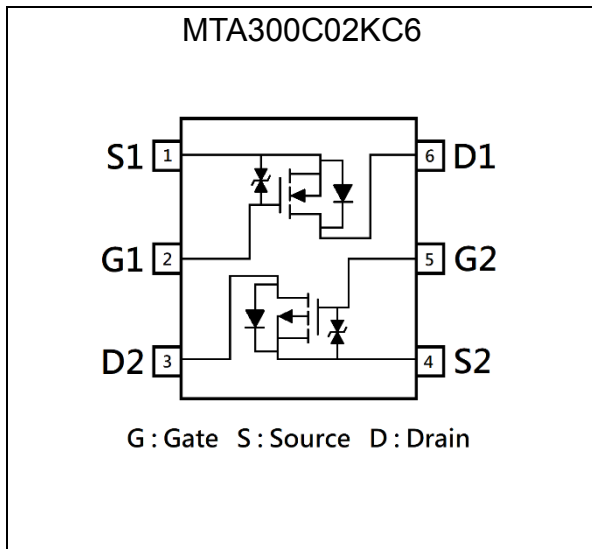 MTA300C02KC6
S1 1 6 D1
G1 2 5 G2
D2 3 4 S2
G : Gate S : Source D : Drain